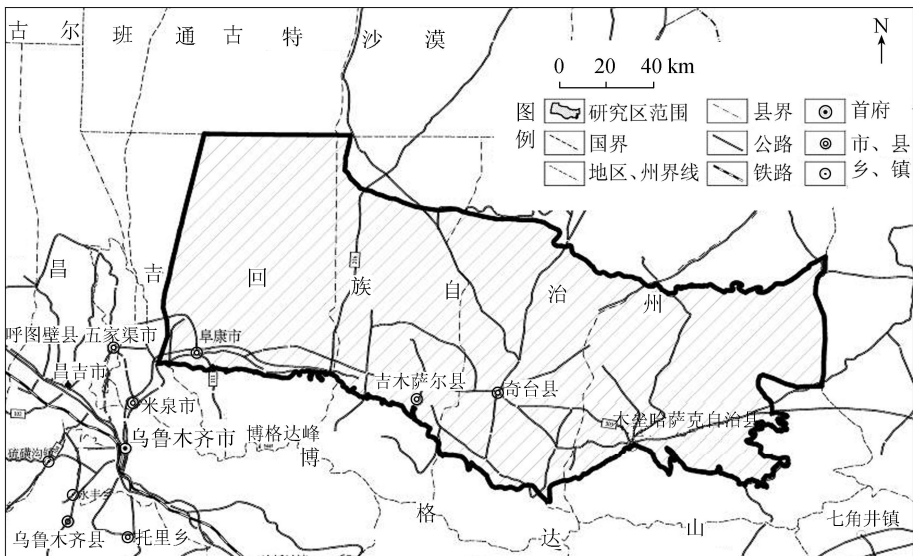 古尔班通古特沙漠
N
0 20 40 km
图例
研究区范围
县界
首府
国界
公路
市、县
地区、州界线
铁路
乡、镇
昌吉回族自治州
呼图壁县
五家渠市
阜康市
昌吉市
米泉市
吉木萨尔县
奇台县
木垒哈萨克自治县
乌鲁木齐市
博格达峰
硫磺沟镇
永丰乡
乌鲁木齐县
托里乡
博格达山
七角井镇